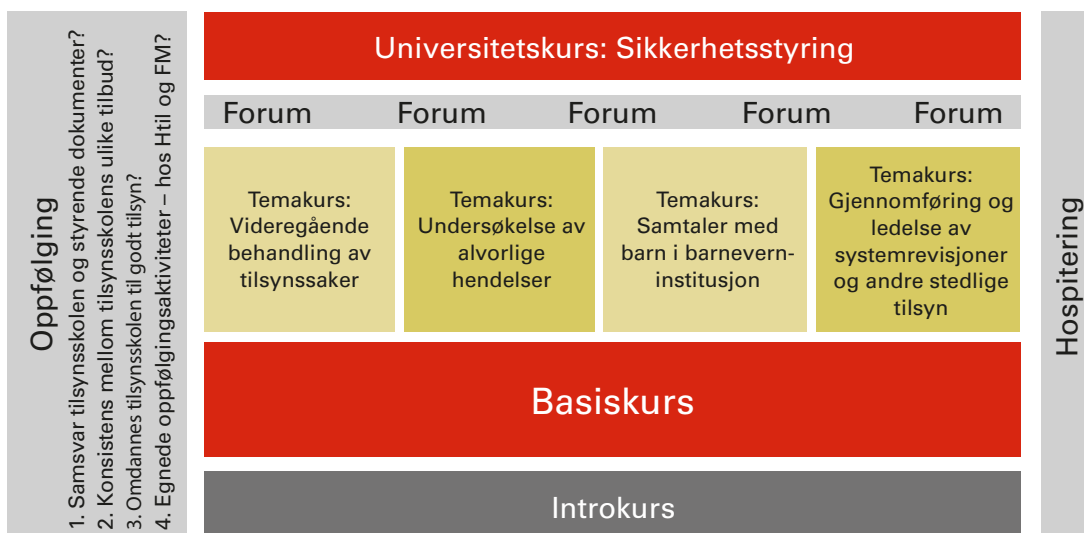 Oppfølging
1. Samsvar tilsynsskolen og styrende dokumenter?
2. Konsistens mellom tilsynsskolens ulike tilbud?
3. Omdannes tilsynsskolen til godt tilsyn?
4. Egnede oppfølgingsaktiviteter – hos Htil og FM?
Universitetskurs: Sikkerhetsstyring
Forum Forum Forum Forum Forum
Temakurs:
Videregående
behandling av
tilsynssaker
Temakurs:
Undersøkelse av
alvorlige
hendelser
Temakurs:
Samtaler med
barn i barnevern-
institusjon
Temakurs:
Gjennomføring og
ledelse av
systemrevisjoner
og andre stedlige
tilsyn
Basiskurs
Introkurs
Hospitering